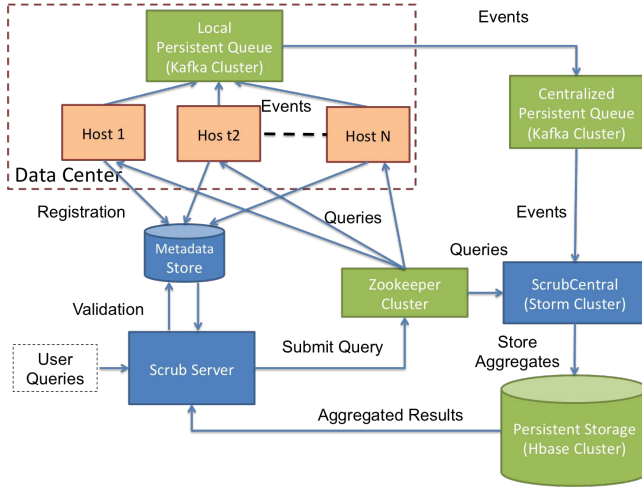 Events
Local
Persistent Queue
(Kafka Cluster)
Centralized
Persistent Queue
(Kafka Cluster)
Events
Host 1
Hos t2
Host N
Data Center
Registration
Queries
Events
Metadata
Store
Queries
Zookeeper
Cluster
ScrubCentral
(Storm Cluster)
Validation
User
Queries
Scrub Server
Submit Query
Store
Aggregates
Aggregated Results
Persistent Storage
(Hbase Cluster)